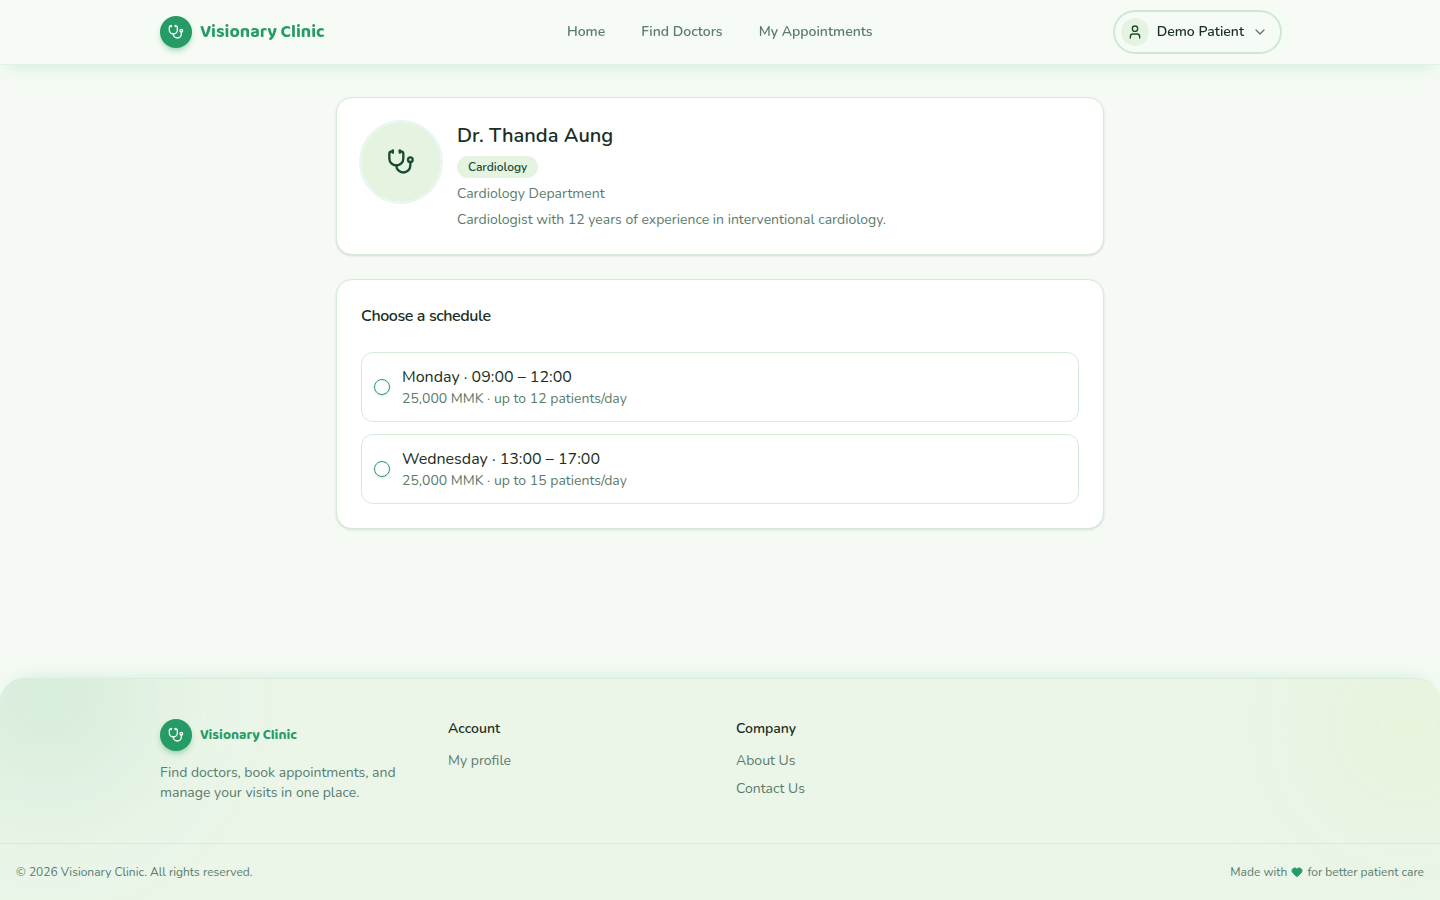 Visionary Clinic
Home
Find Doctors
My Appointments
Demo Patient
Dr. Thanda Aung
Cardiology
Cardiology Department
Cardiologist with 12 years of experience in interventional cardiology.
Choose a schedule
Monday · 09:00 – 12:00
25,000 MMK · up to 12 patients/day
Wednesday · 13:00 – 17:00
25,000 MMK · up to 15 patients/day
Visionary Clinic
Find doctors, book appointments, and
manage your visits in one place.
Account
My profile
Company
About Us
Contact Us
© 2026 Visionary Clinic. All rights reserved.
Made with for better patient care